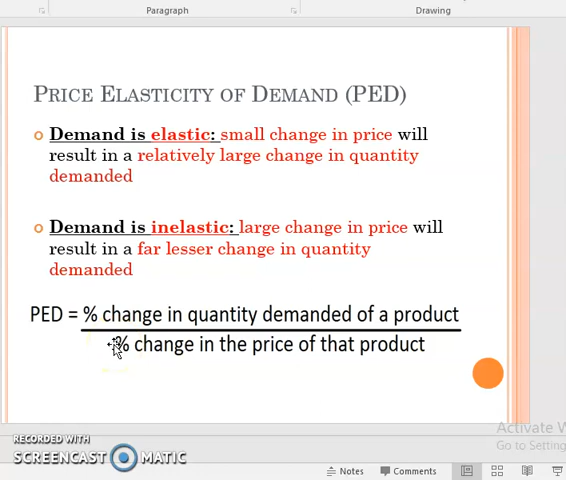 Paragraph
Drawing
PRICE ELASTICITY OF DEMAND (PED)
Demand is elastic: small change in price will
result in a relatively large change in quantity
demanded
Demand is inelastic: large change in price will
result in a far lesser change in quantity
demanded
PED = % change in quantity demanded of a product
% change in the price of that product
Activate W
Go to Setting
RECORDED WITH
SCREENCAST MATIC
Notes
Comments